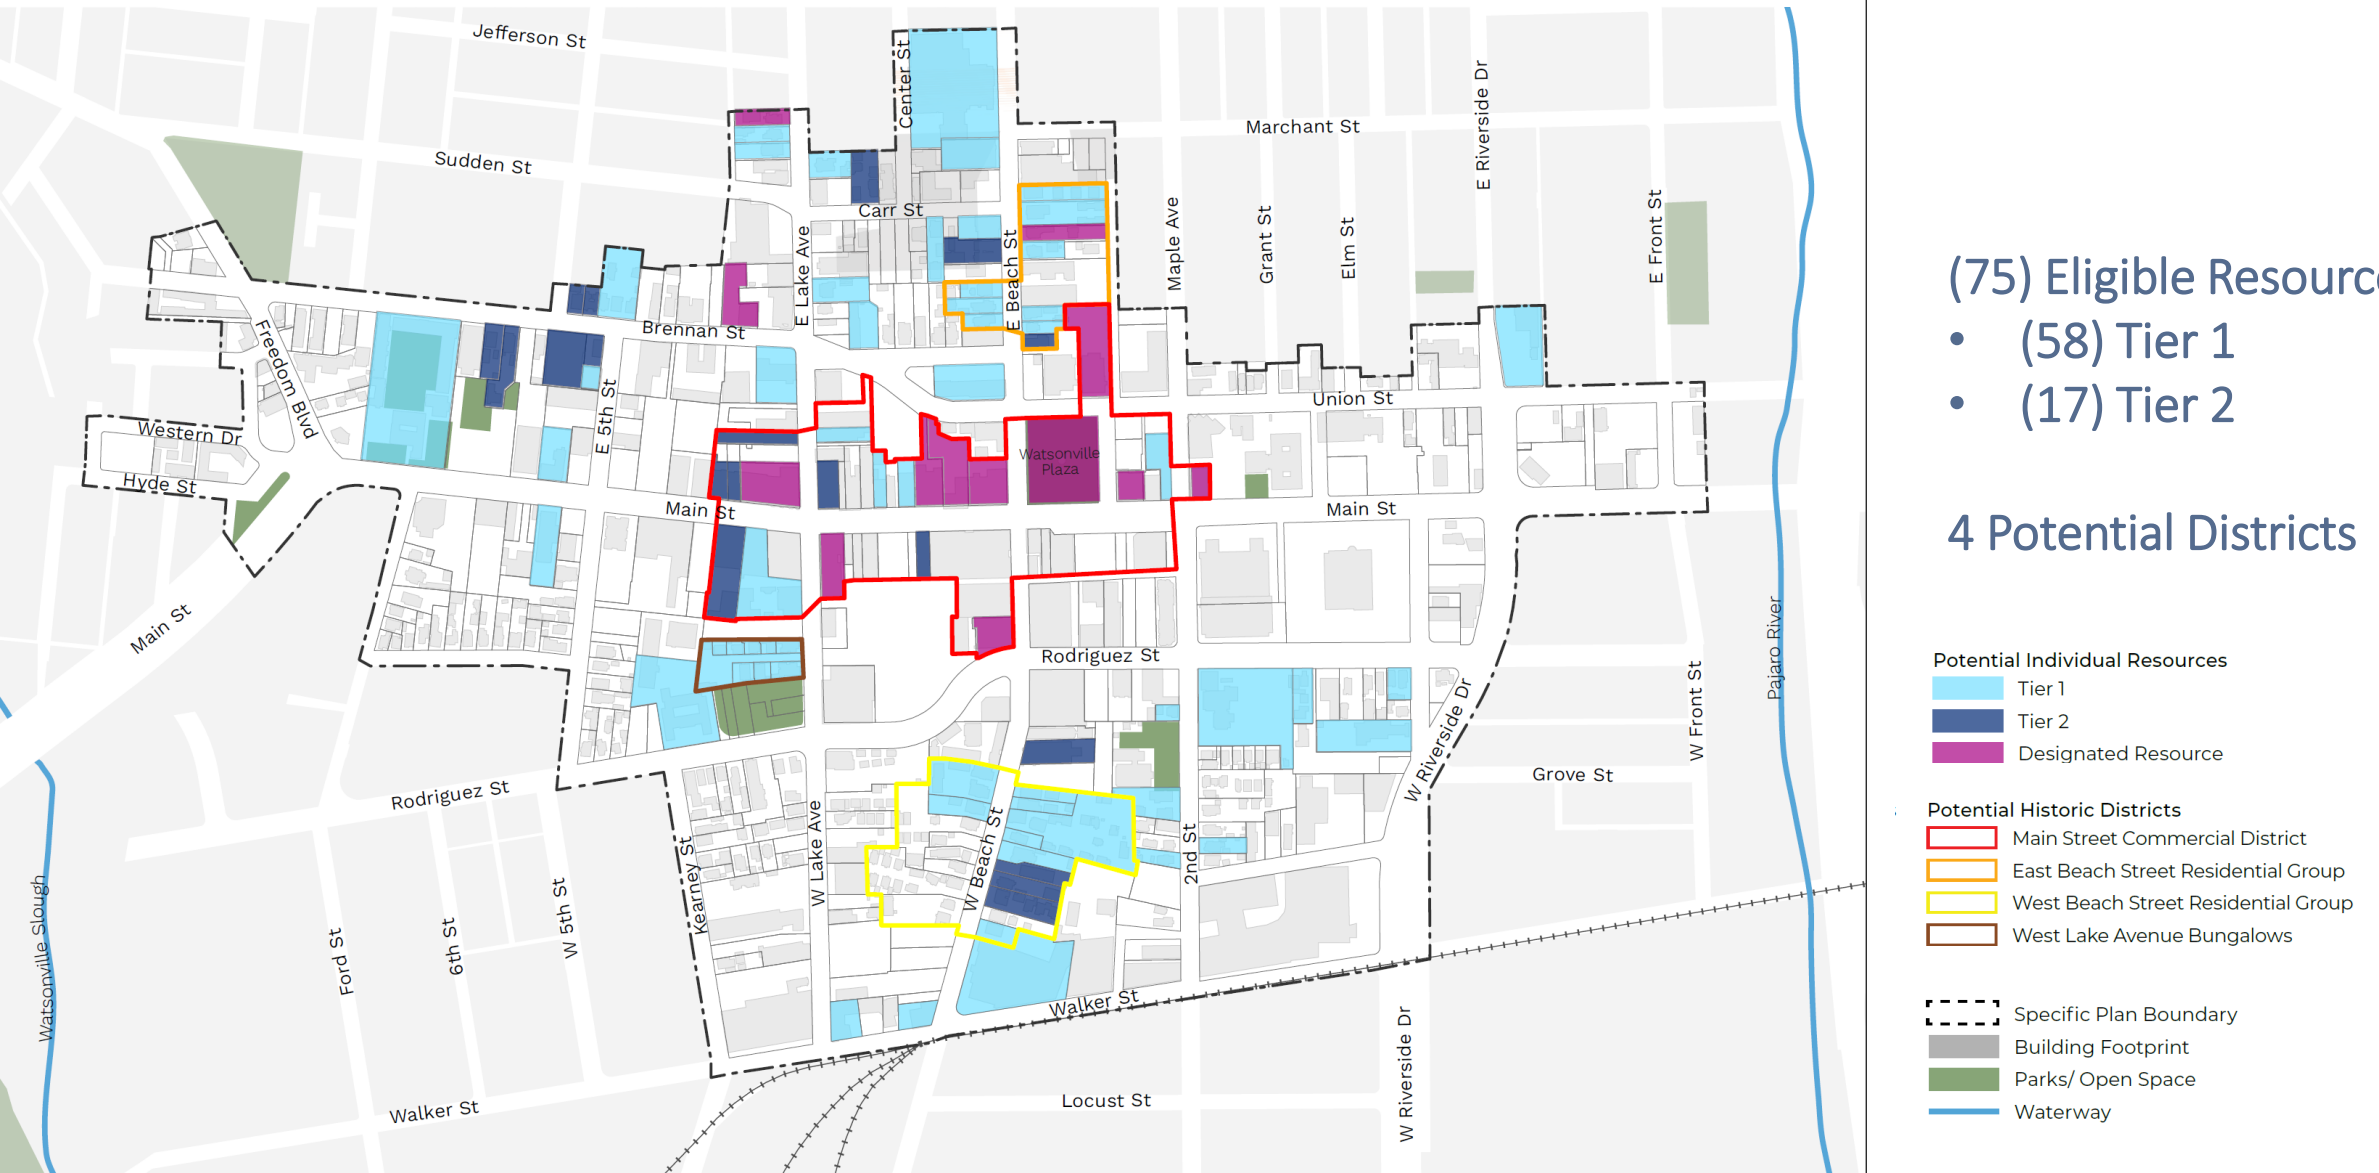 Jefferson St
Center St
Marchant St
E Riverside Dr
Sudden St
Carr St
E Lake Ave
E Beach St
Maple Ave
Grant St
Elm St
E Front St
Brennan St
Freedom Blvd
E 5th St
Union St
Western Dr
Hyde St
Watsonville
Plaza
Main St
Main St
Main St
Rodriguez St
Pajaro River
W Front St
W Riverside Dr
Grove St
Rodriguez St
Kearney St
W Lake Ave
W Beach St
2nd St
Watsonville Slough
Ford St
6th St
W 5th St
Walker St
Walker St
Locust St
W Riverside Dr
(75) Eligible Resourc
• (58) Tier 1
• (17) Tier 2
4 Potential Districts
Potential Individual Resources
Tier 1
Tier 2
Designated Resource
Potential Historic Districts
Main Street Commercial District
East Beach Street Residential Group
West Beach Street Residential Group
West Lake Avenue Bungalows
Specific Plan Boundary
Building Footprint
Parks/ Open Space
Waterway